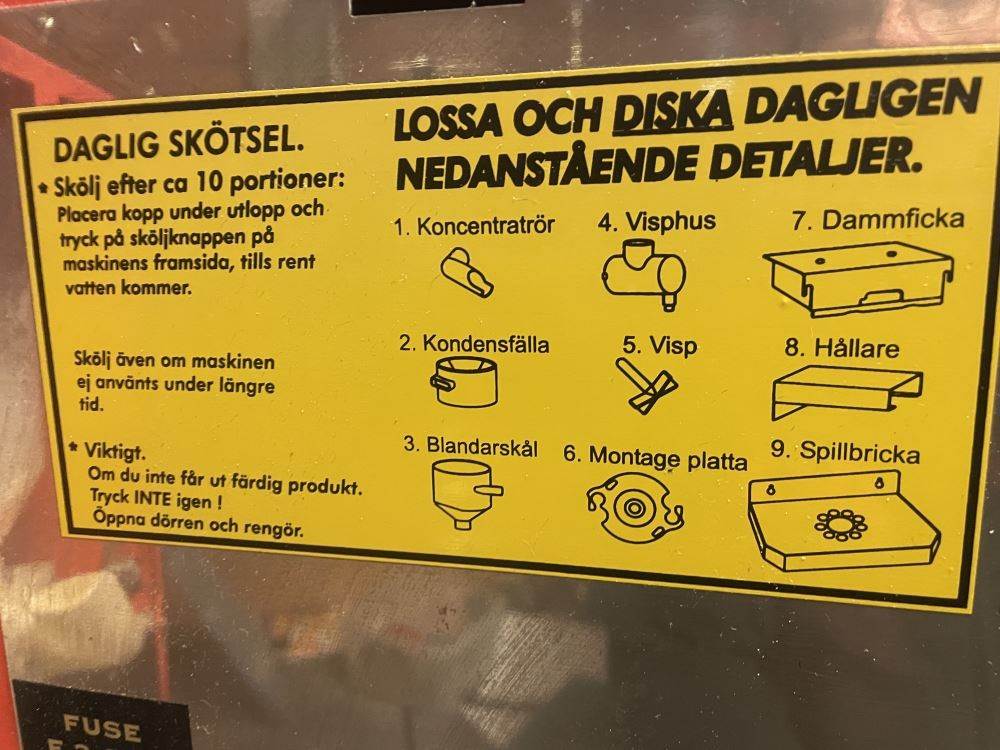 DAGLIG SKÖTSEL.
* Skölj efter ca 10 portioner:
Placera kopp under utlopp och
tryck på sköljknappen på
maskinens framsida, tills rent
vatten kommer.
Skölj även om maskinen
ej använts under längre
tid.
* Viktigt.
Om du inte får ut färdig produkt.
Tryck INTE igen !
Öppna dörren och rengör.
LOSSA OCH DISKA DAGLIGEN
NEDANSTÅENDE DETALJER.
1. Koncentratrör
4. Visphus
7. Dammficka
2. Kondensfälla
5. Visp
8. Hållare
3. Blandarskål
6. Montage platta
9. Spillbricka
FUSE